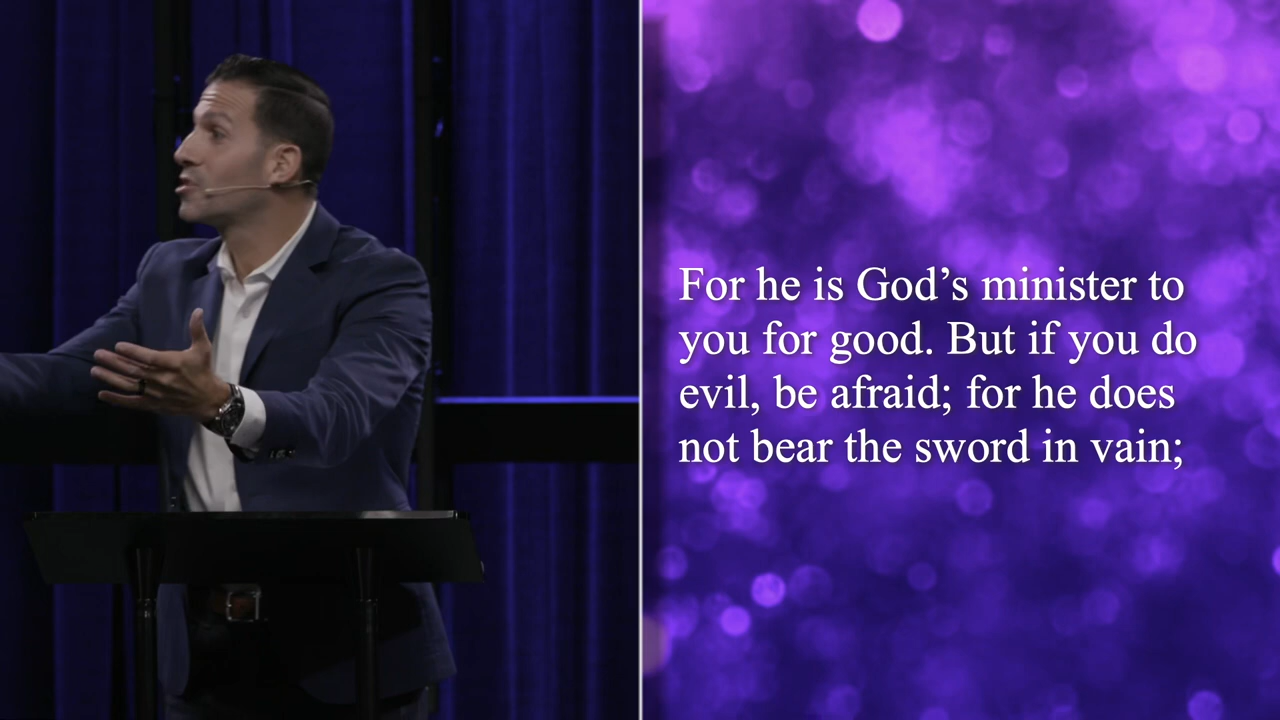 For he is God’s minister to
you for good. But if you do
evil, be afraid; for he does
not bear the sword in vain;